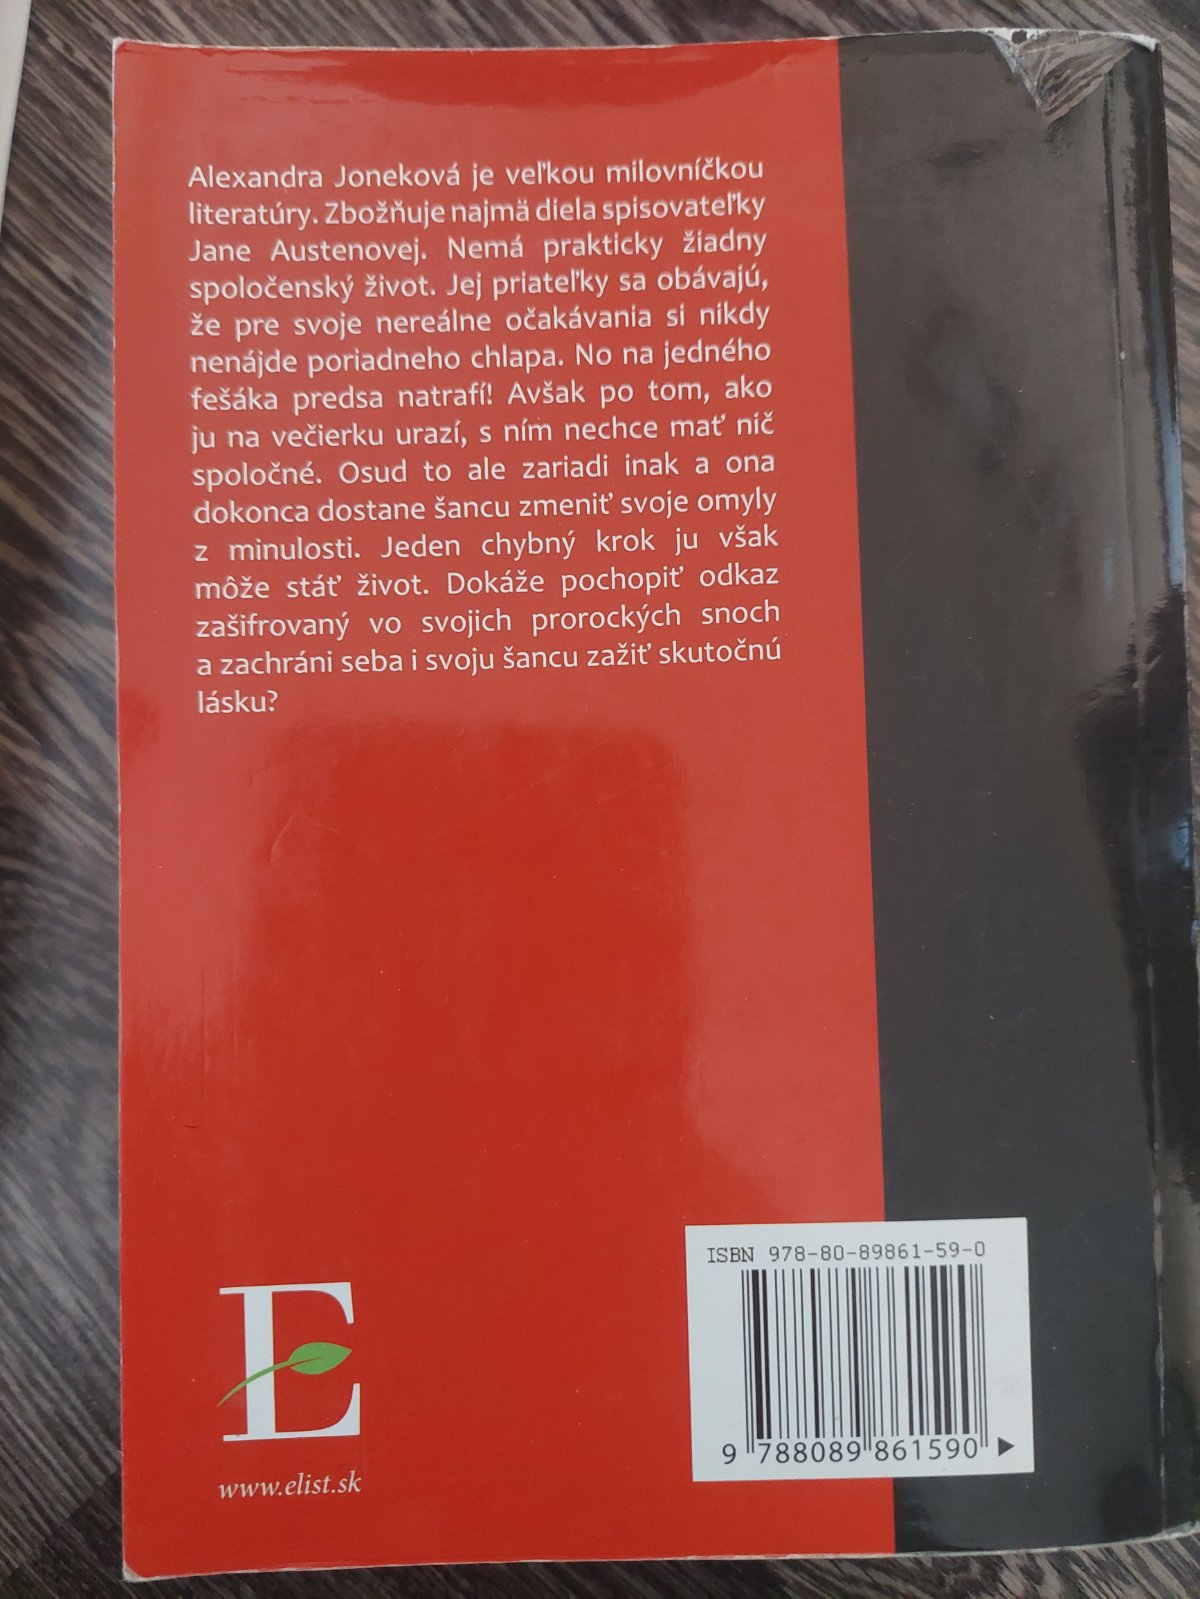 Alexandra Joneková je veľkou milovníčkou
literatúry. Zbožňuje najmä diela spisovateľky
Jane Austenovej. Nemá prakticky žiadny
spoločenský život. Jej priateľky sa obávajú,
že pre svoje nereálne očakávania si nikdy
nenájde poriadneho chlapa. No na jedného
fešáka predsa natrafí! Avšak po tom, ako
ju na večierku urazí, s ním nechce mať nič
spoločné. Osud to ale zariadi inak a ona
dokonca dostane šancu zmeniť svoje omyly
z minulosti. Jeden chybný krok ju však
môže stáť život. Dokáže pochopiť odkaz
zašifrovaný vo svojich prorockých snoch
a zachráni seba i svoju šancu zažiť skutočnú
lásku?
ISBN 978-80-89861-59-0
9 788089 861590
E
www.elist.sk